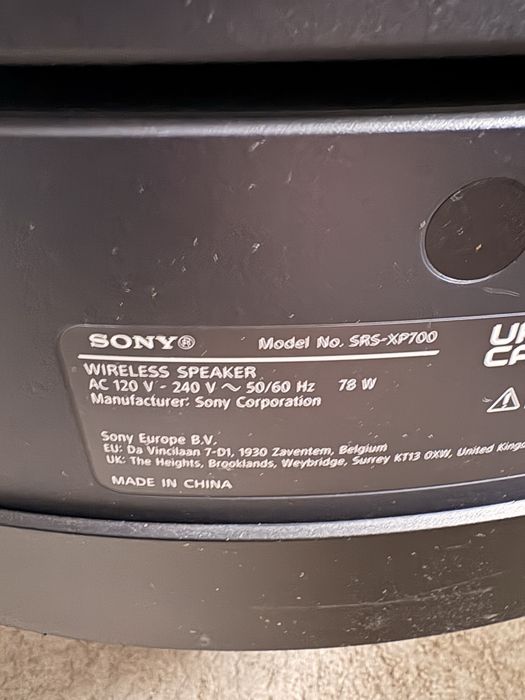 SONY® Model No. SRS-XP700
WIRELESS SPEAKER
AC 120 V - 240 V ~ 50/60 Hz 78 W
Manufacturer: Sony Corporation
Sony Europe B.V.
EU: Da Vincilaan 7-D1, 1930 Zaventem, Belgium
UK: The Heights, Brooklands, Weybridge, Surrey KT13 0XW, United
MADE IN CHINA